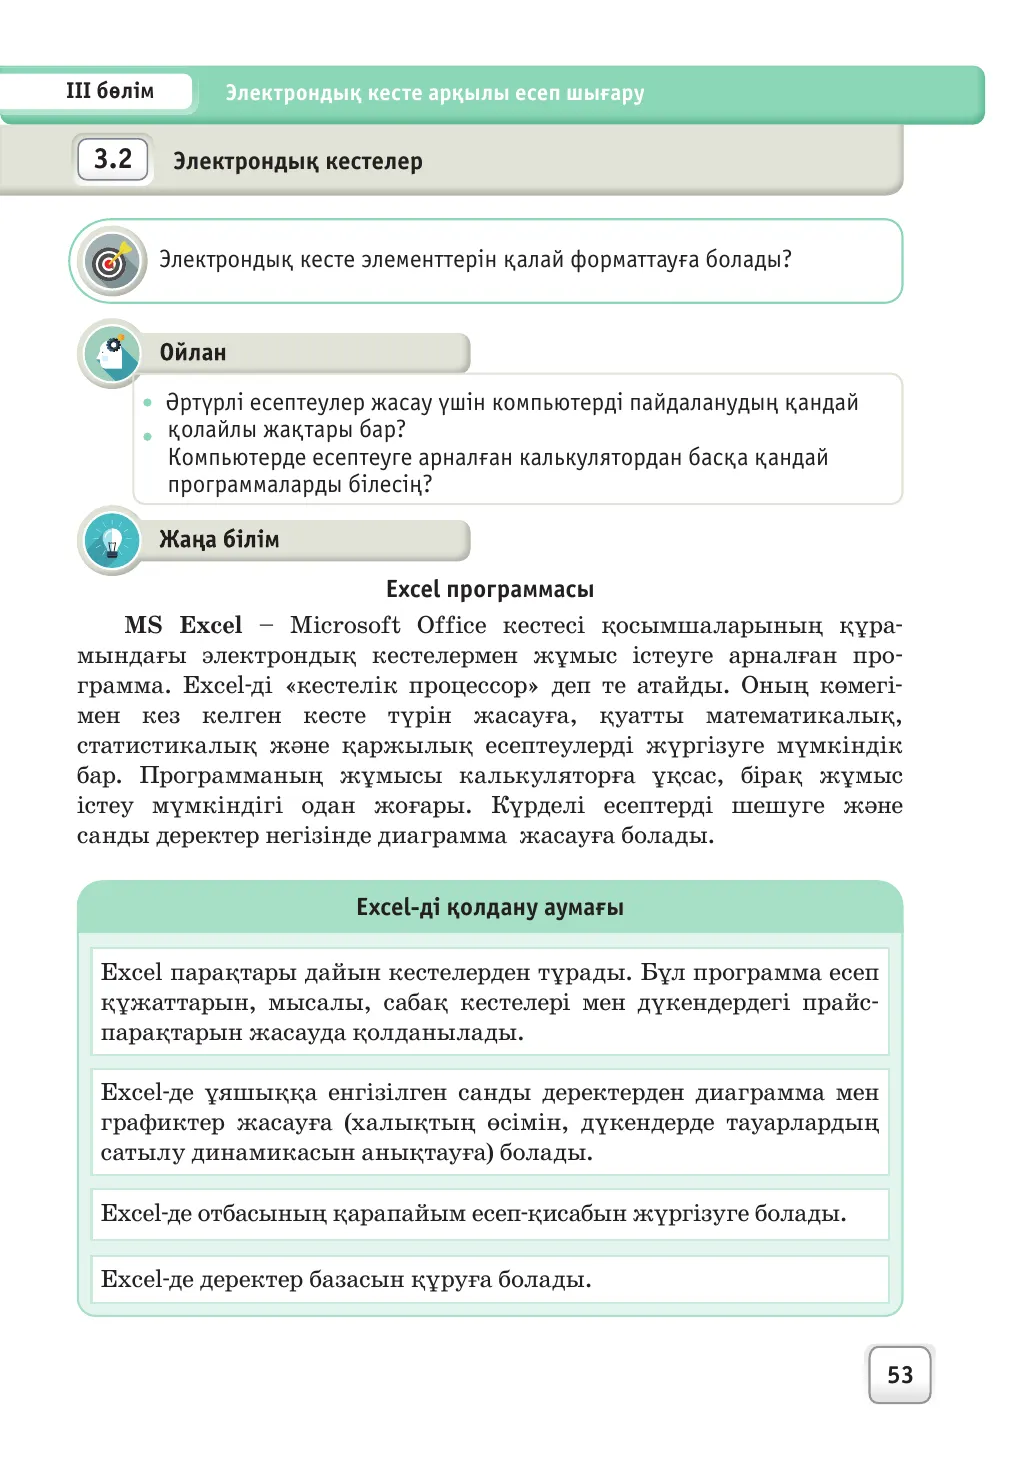 III бөлім
Электрондық кесте арқылы есеп шығару
3.2
Электрондық кестелер
Электрондық кесте элементтерін қалай форматтауға болады?
Ойлан
• Әртүрлі есептеулер жасау үшін компьютерді пайдаланудың қандай
• қолайлы жақтары бар?
Компьютерде есептеуге арналған калькулятордан басқа қандай
программаларды білесің?
Жаңа білім
Excel программасы
MS Excel – Microsoft Office кестесі қосымшаларының құра-
мындағы электрондық кестелермен жұмыс істеуге арналған про-
грамма. Excel-ді «кестелік процессор» деп те атайды. Оның көмегі-
мен кез келген кесте түрін жасауға, қуатты математикалық,
статистикалық және қаржылық есептеулерді жүргізуге мүмкіндік
бар. Программаның жұмысы калькуляторға ұқсас, бірақ жұмыс
істеу мүмкіндігі одан жоғары. Күрделі есептерді шешуге және
санды деректер негізінде диаграмма жасауға болады.
Excel-ді қолдану аумағы
Excel парақтары дайын кестелерден тұрады. Бұл программа есеп
құжаттарын, мысалы, сабақ кестелері мен дүкендердегі прайс-
парақтарын жасауда қолданылады.
Excel-де ұяшыққа енгізілген санды деректерден диаграмма мен
графиктер жасауға (халықтың өсімін, дүкендерде тауарлардың
сатылу динамикасын анықтауға) болады.
Excel-де отбасының қарапайым есеп-қисабын жүргізуге болады.
Excel-де деректер базасын құруға болады.
53